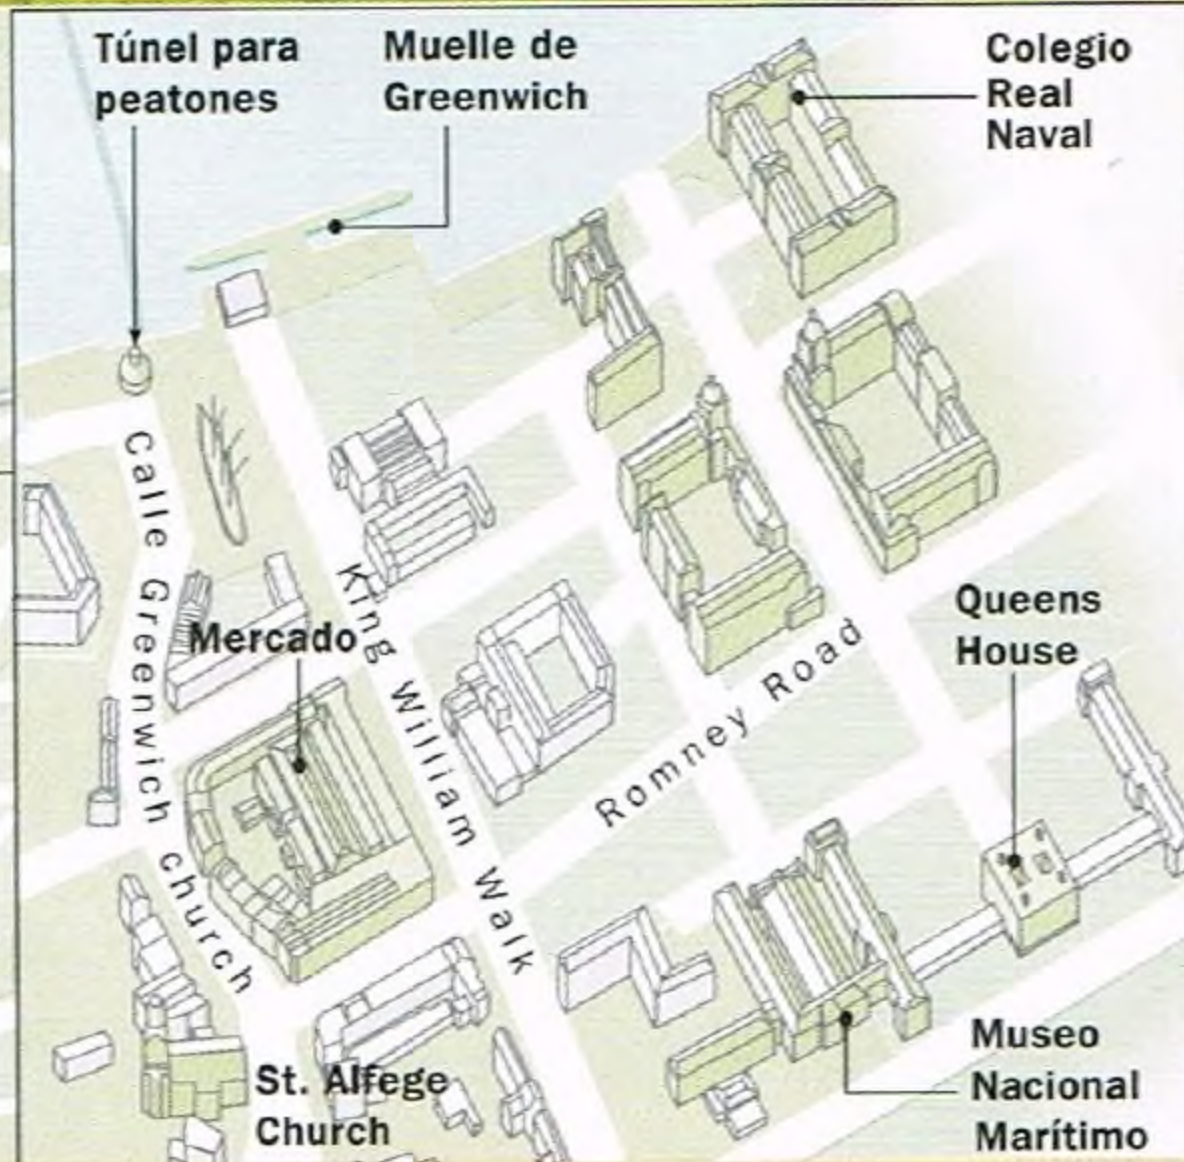 Túnel para
peatones
Muelle de
Greenwich
Colegio
Real
Naval
Calle Greenwich church
Mercado
King William Walk
Romney Road
Queens
House
St. Alfege
Church
Museo
Nacional
Marítimo